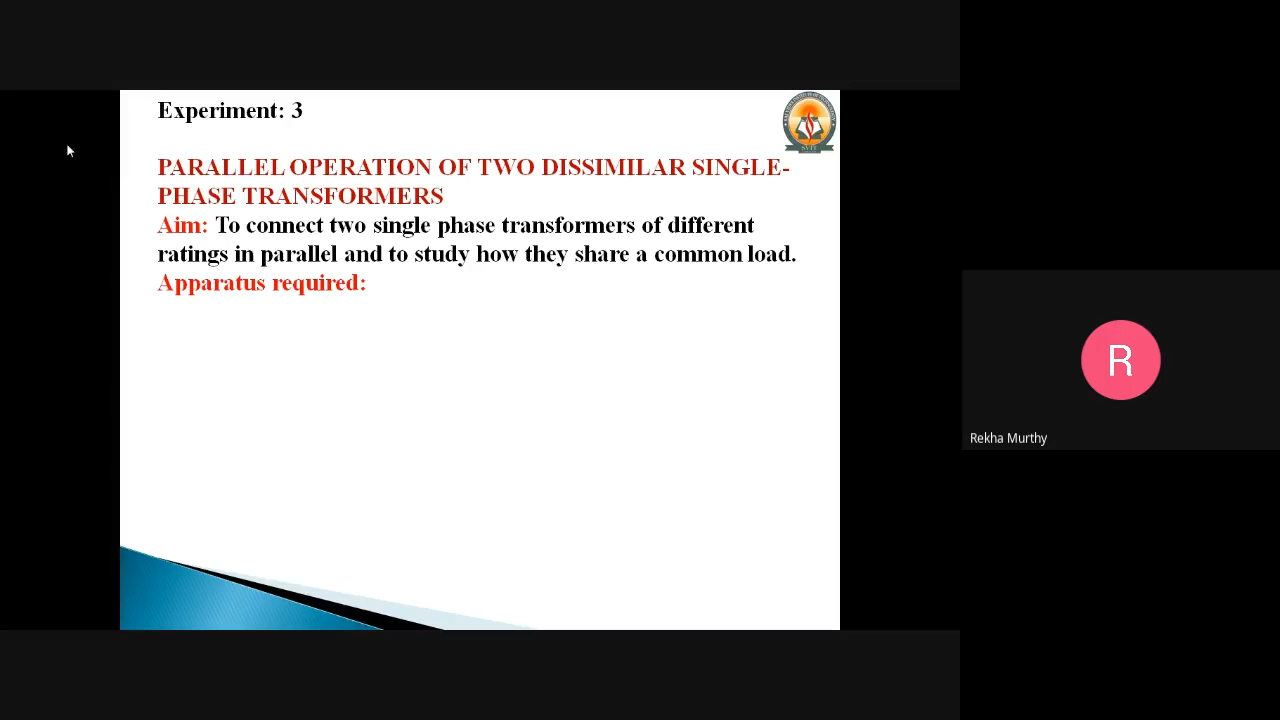 Experiment: 3
PARALLEL OPERATION OF TWO DISSIMILAR SINGLE-
PHASE TRANSFORMERS
Aim: To connect two single phase transformers of different
ratings in parallel and to study how they share a common load.
Apparatus required:
SVIT
R
Rekha Murthy